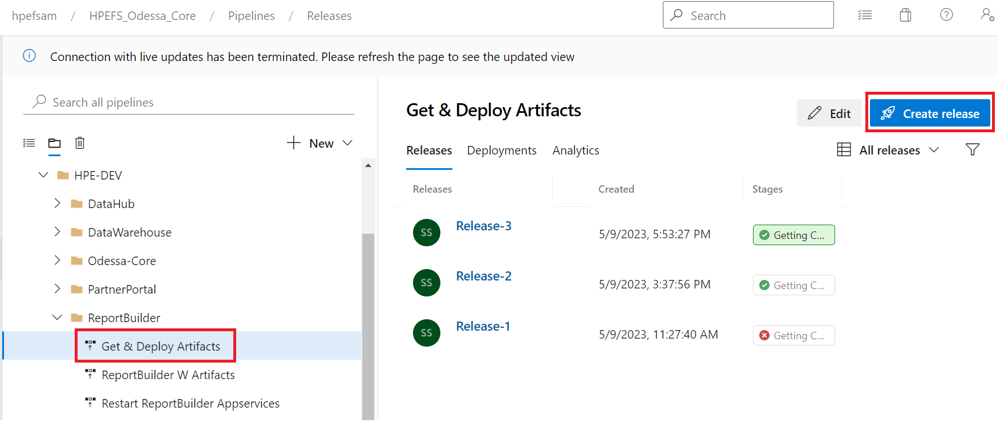 hpefsam / HPEFS_Odessa_Core / Pipelines / Releases
Search
Connection with live updates has been terminated. Please refresh the page to see the updated view
Search all pipelines
New
HPE-DEV
DataHub
DataWarehouse
Odessa-Core
PartnerPortal
ReportBuilder
Get & Deploy Artifacts
ReportBuilder W Artifacts
Restart ReportBuilder Appservices
Get & Deploy Artifacts
Edit
Create release
Releases Deployments Analytics
All releases
Releases Created Stages
SS Release-3 5/9/2023, 5:53:27 PM Getting C...
SS Release-2 5/9/2023, 3:37:56 PM Getting C...
SS Release-1 5/9/2023, 11:27:40 AM Getting C...